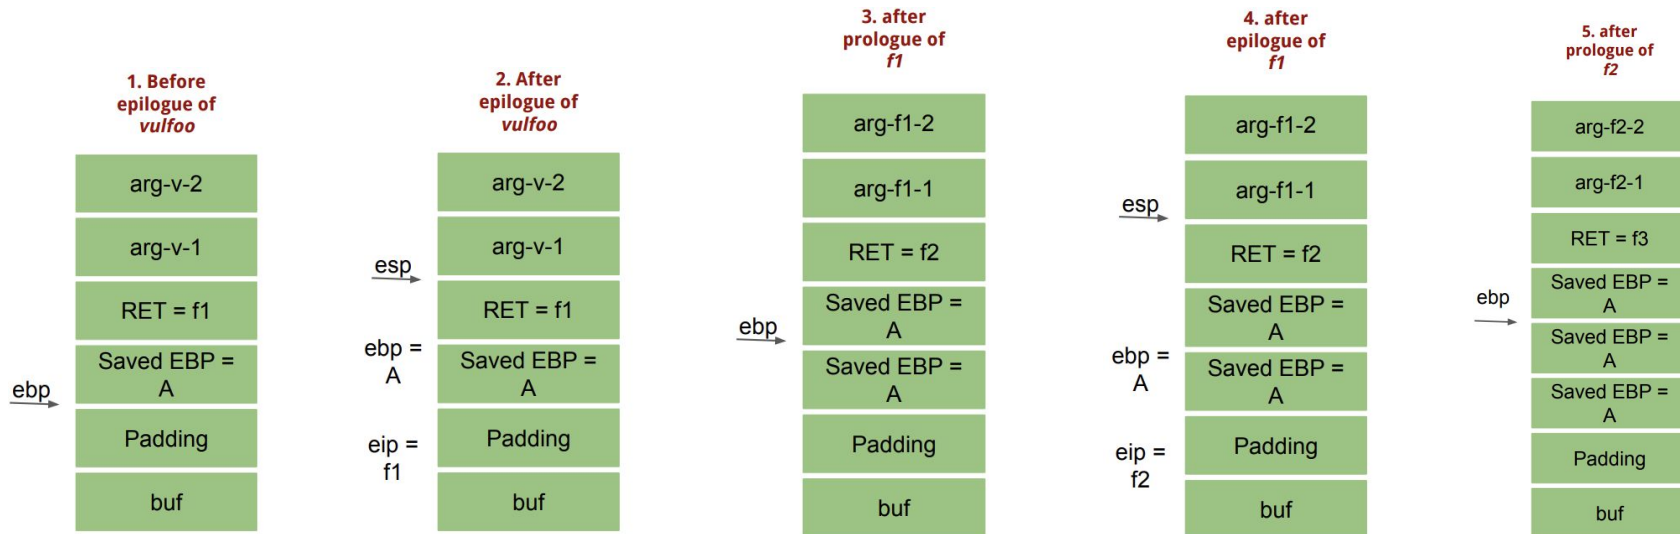 1. Before
epilogue of
vulfoo
arg-v-2
arg-v-1
RET = f1
Saved EBP =
A
ebp
Padding
buf
2. After
epilogue of
vulfoo
arg-v-2
arg-v-1
esp
RET = f1
ebp =
A
Saved EBP =
A
eip =
f1
Padding
buf
3. after
prologue of
f1
arg-f1-2
arg-f1-1
RET = f2
Saved EBP =
A
ebp
Saved EBP =
A
Padding
buf
4. after
epilogue of
f1
arg-f1-2
arg-f1-1
esp
RET = f2
Saved EBP =
A
ebp =
A
Saved EBP =
A
eip =
f2
Padding
buf
5. after
prologue of
f2
arg-f2-2
arg-f2-1
RET = f3
Saved EBP =
A
ebp
Saved EBP =
A
Saved EBP =
A
Padding
buf